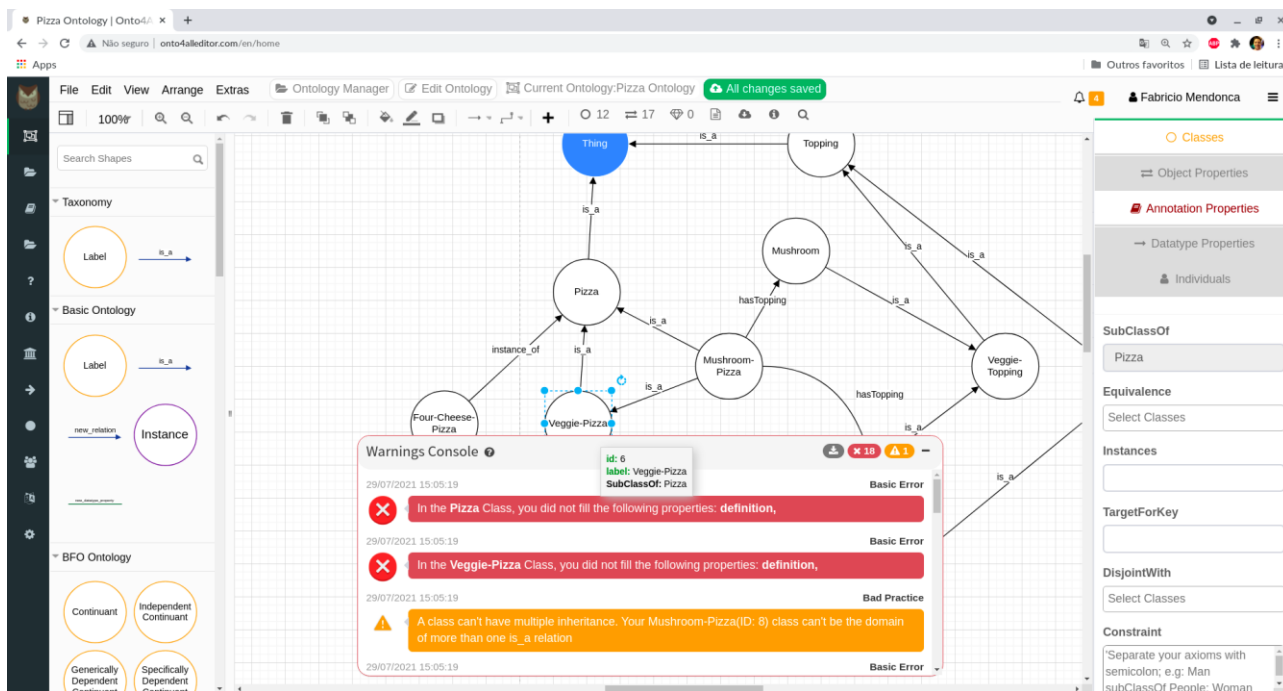 Pizza Ontology | Onto4A
Não seguro | onto4alleditor.com/en/home
Apps
Outros favoritos
Lista de leitura
File Edit View Arrange Extras
Ontology Manager
Edit Ontology
Current Ontology:Pizza Ontology
All changes saved
4
Fabricio Mendonca
100%
12
17
0
Search Shapes
Taxonomy
Label
is_a
Basic Ontology
Label
is_a
new_relation
Instance
BFO Ontology
Continuant
Independent
Continuant
Generically
Dependent
Specifically
Dependent
Thing
is_a
Topping
is_a
Mushroom
is_a
is_a
Pizza
hasTopping
is_a
is_a
instance_of
is_a
Mushroom-
Pizza
Veggie-
Topping
is_a
hasTopping
Four-Cheese-
Pizza
Veggie-Pizza
is_a
is_a
Warnings Console
18
1
id: 6
label: Veggie-Pizza
SubClassOf: Pizza
29/07/2021 15:05:19
Basic Error
In the Pizza Class, you did not fill the following properties: definition,
29/07/2021 15:05:19
Basic Error
In the Veggie-Pizza Class, you did not fill the following properties: definition,
29/07/2021 15:05:19
Bad Practice
A class can't have multiple inheritance. Your Mushroom-Pizza(ID: 8) class can't be the domain
of more than one is_a relation
29/07/2021 15:05:19
Basic Error
Classes
Object Properties
Annotation Properties
Datatype Properties
Individuals
SubClassOf
Pizza
Equivalence
Select Classes
Instances
TargetForKey
DisjointWith
Select Classes
Constraint
'Separate your axioms with
semicolon; e.g: Man
subClassOf People; Woman